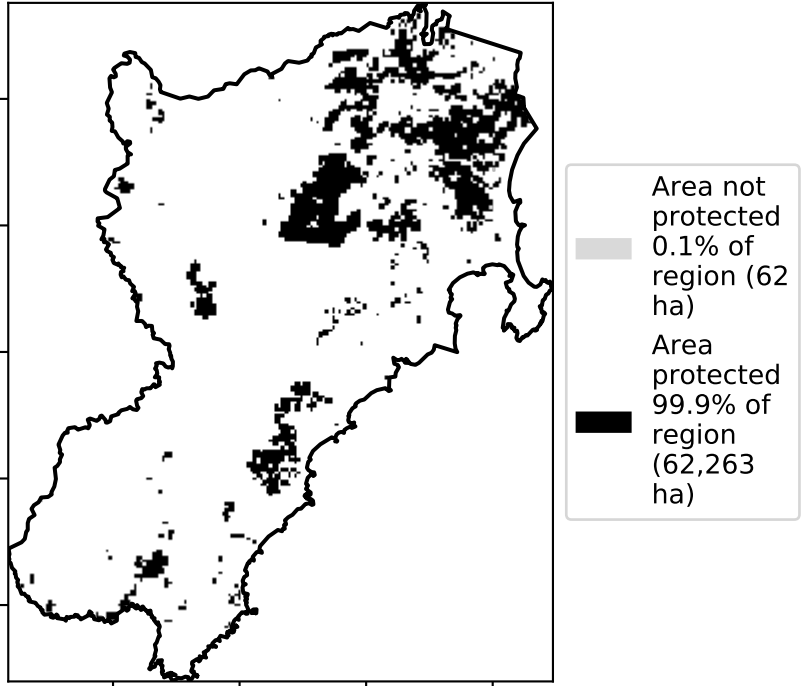 Area not
protected
0.1% of
region (62
ha)
Area
protected
99.9% of
region
(62,263
ha)